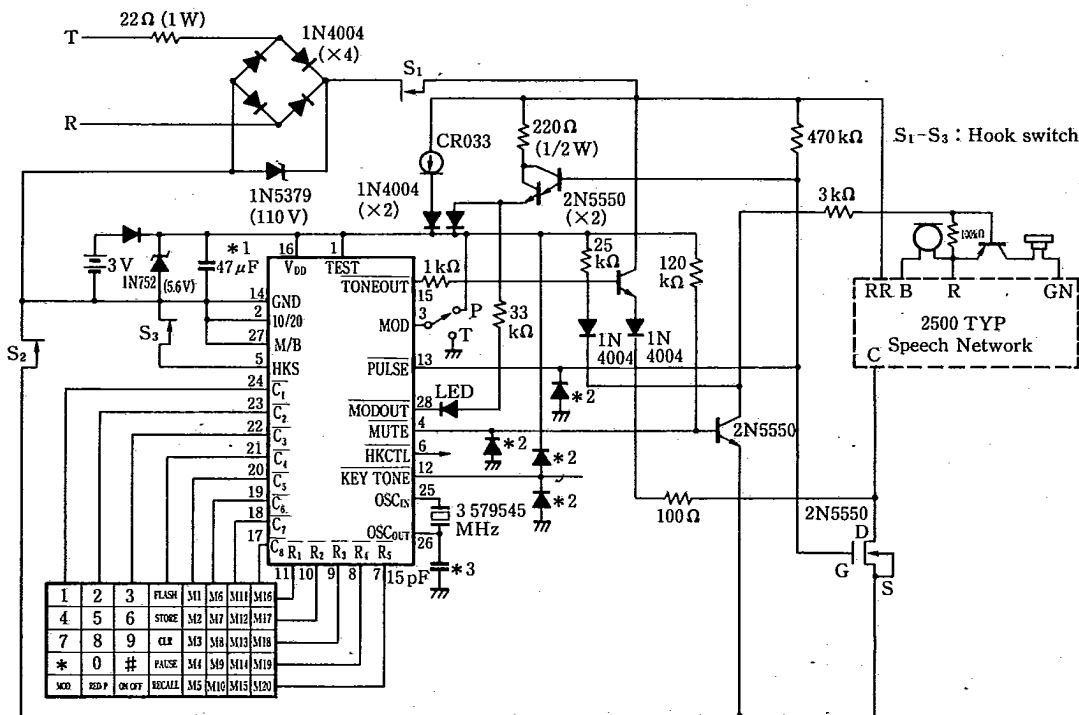 22Ω (1W)
T
R
1N4004
(×4)
S₁
1N5379
(110V)
CR033
1N4004
(×2)
220Ω
(1/2W)
2N5550
(×2)
470kΩ
S₁-S₃: Hook switch
3kΩ
100kΩ
RR B R GN
2500 TYP
Speech Network
C
3V
1N752
(5.6V)
*1
47μF
S₂
S₃
16
VDD
1
TEST
14 GND
2 10/20
27 M/B
5 HKS
24 C₁
23 C₂
22 C₃
21 C₄
20 C₅
19 C₆
18 C₇
17 C₈
TONEOUT 15
MOD 3
PULSE 13
MODOUT 28
MUTE 4
HKCTL 6
KEY TONE 12
OSCIN 25
OSCOUT 26
R₁ R₂ R₃ R₄ R₅
11 10 9 8 7
1kΩ
P
T
33
kΩ
LED
25
kΩ
1N
4004
1N
4004
120
kΩ
*2
*2
*2
*2
3 579545
MHz
15pF
*3
2N5550
100Ω
2N5550
D
G
S
1 2 3 FLASH M1 M6 M11 M16
4 5 6 STORE M2 M7 M12 M17
7 8 9 CLR M3 M8 M13 M18
* 0 # PAUSE M4 M9 M14 M19
MOD RED-P ON OFF RECALL M5 M10 M15 M20